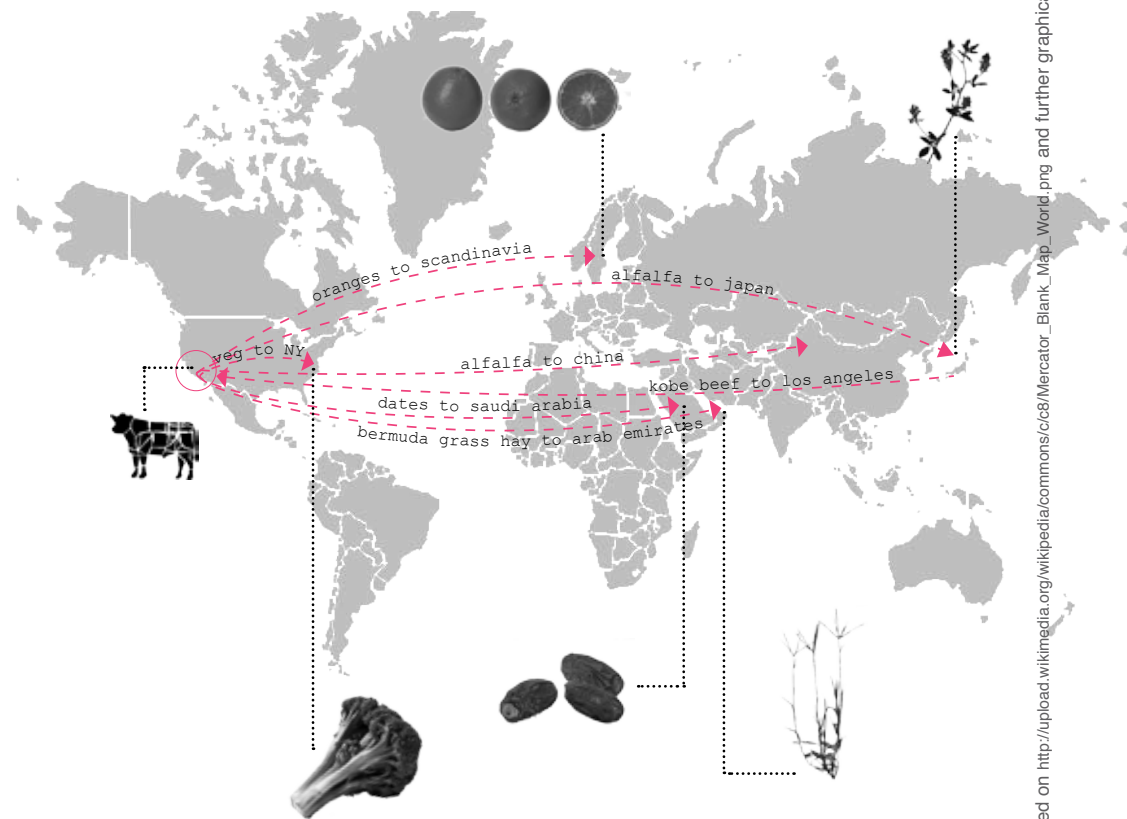 oranges to scandinavia
alfalfa to japan
veg to NY
alfalfa to china
kobe beef to los angeles
dates to saudi arabia
bermuda grass hay to arab emirates
ed on http://upload.wikimedia.org/wikipedia/commons/c/c8/Mercator_Blank_Map_World.png and further graphica